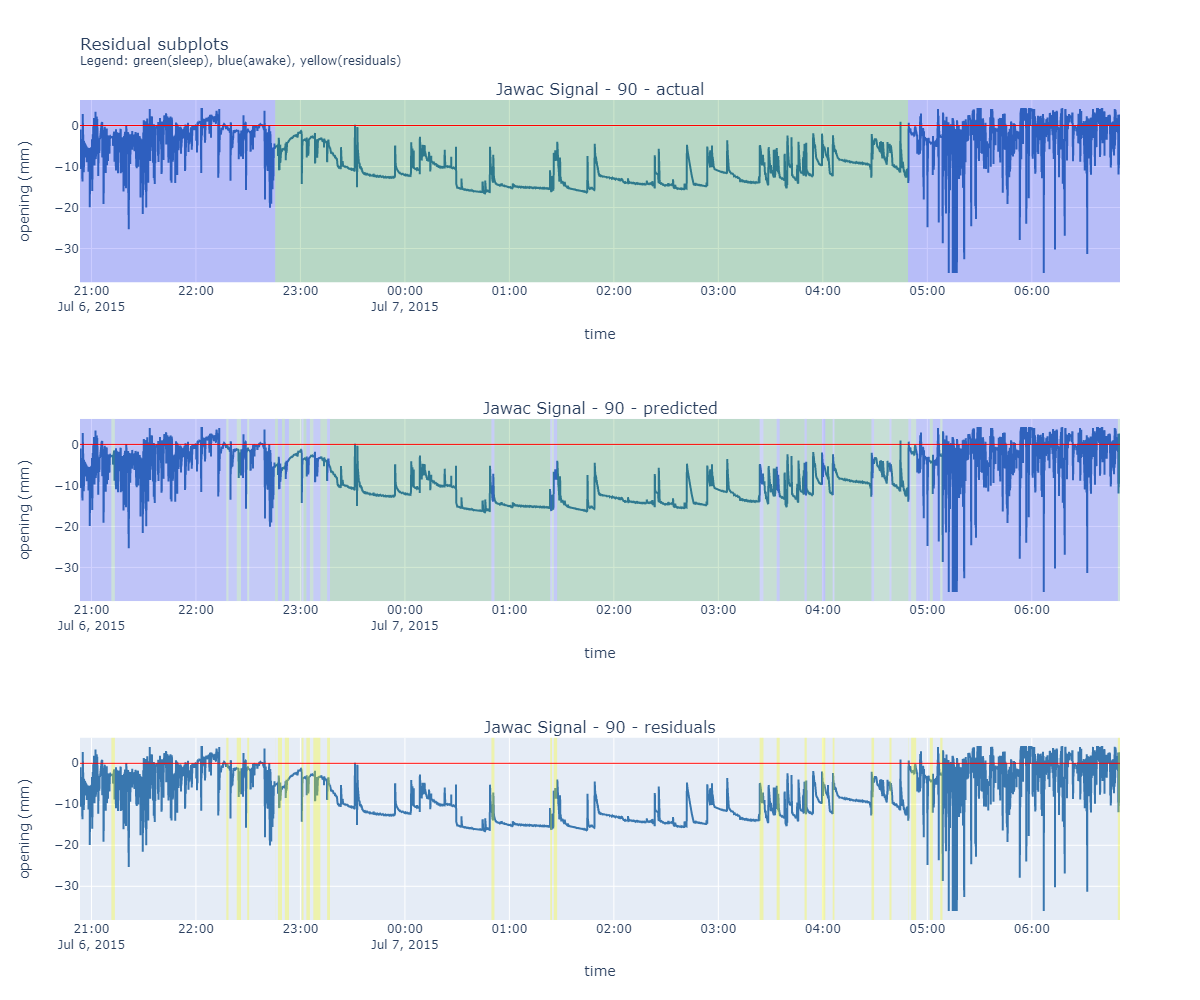 Residual subplots
Legend: green(sleep), blue(awake), yellow(residuals)
Jawac Signal - 90 - actual
opening (mm)
0
−10
−20
−30
21:00 22:00 23:00 00:00 01:00 02:00 03:00 04:00 05:00 06:00
Jul 6, 2015 Jul 7, 2015
time
Jawac Signal - 90 - predicted
opening (mm)
0
−10
−20
−30
21:00 22:00 23:00 00:00 01:00 02:00 03:00 04:00 05:00 06:00
Jul 6, 2015 Jul 7, 2015
time
Jawac Signal - 90 - residuals
opening (mm)
0
−10
−20
−30
21:00 22:00 23:00 00:00 01:00 02:00 03:00 04:00 05:00 06:00
Jul 6, 2015 Jul 7, 2015
time